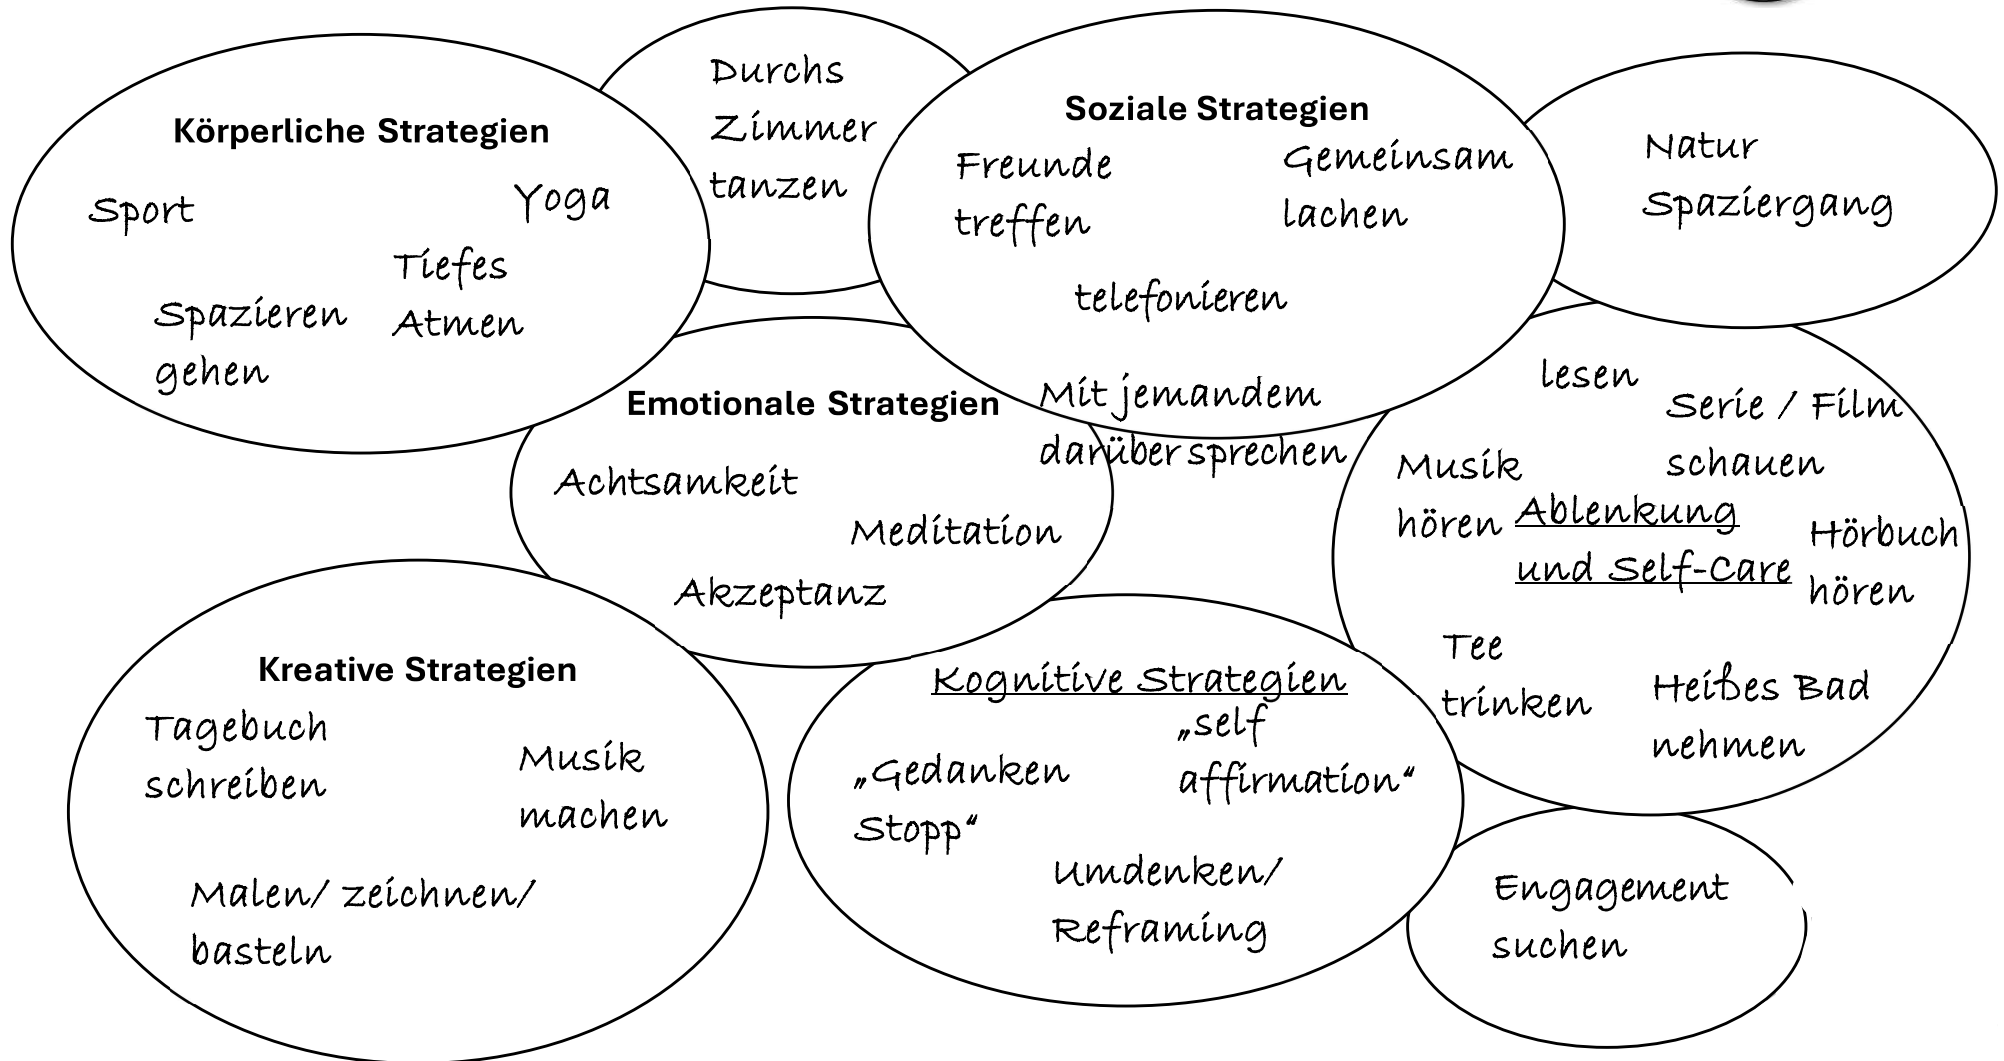 Körperliche Strategien
Sport
Yoga
Tiefes
Atmen
Spazieren
gehen
Durchs
Zimmer
tanzen
Soziale Strategien
Freunde
treffen
Gemeinsam
lachen
telefonieren
Mit jemandem
darüber sprechen
Natur
Spaziergang
Emotionale Strategien
Achtsamkeit
Meditation
Akzeptanz
lesen
Serie / Film
schauen
Musik
hören
Ablenkung
und Self-Care
Hörbuch
hören
Tee
trinken
Heißes Bad
nehmen
Kreative Strategien
Tagebuch
schreiben
Musik
machen
Malen/ zeichnen/
basteln
Kognitive Strategien
„self
affirmation“
„Gedanken
Stopp“
Umdenken/
Reframing
Engagement
suchen